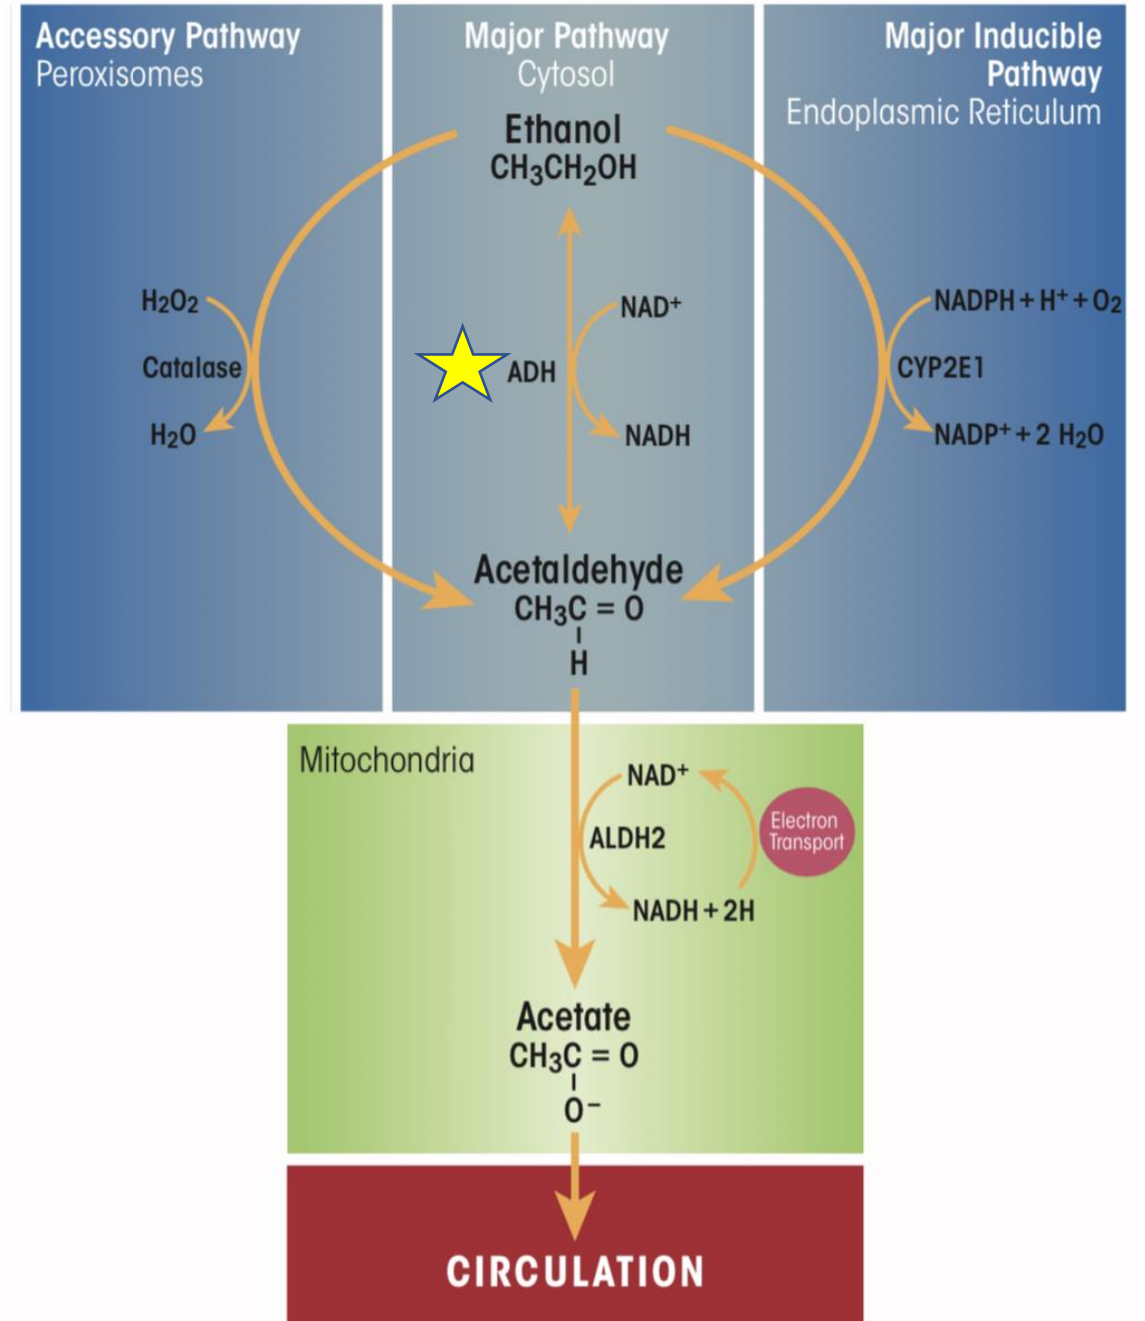 Accessory Pathway
Peroxisomes
Major Pathway
Cytosol
Major Inducible
Pathway
Endoplasmic Reticulum
Ethanol
CH3CH2OH
H2O2
Catalase
H2O
NAD+
ADH
NADH
NADPH + H+ + O2
CYP2E1
NADP+ + 2 H2O
Acetaldehyde
CH3C = O
H
Mitochondria
NAD+
ALDH2
NADH + 2H
Electron
Transport
Acetate
CH3C = O
O−
CIRCULATION